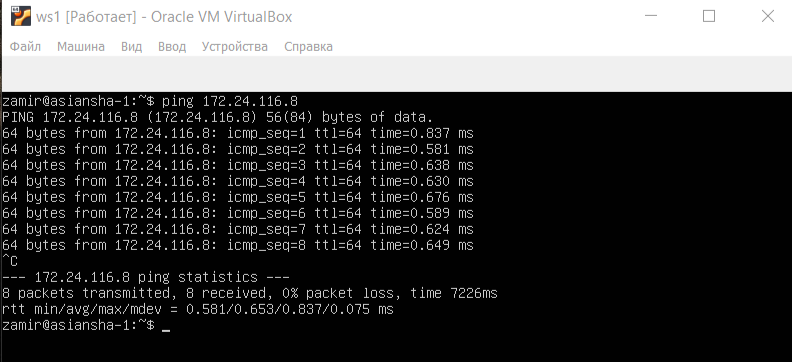 ws1 [Работает] - Oracle VM VirtualBox
Файл Машина Вид Ввод Устройства Справка
zamir@asiansha-1:~$ ping 172.24.116.8
PING 172.24.116.8 (172.24.116.8) 56(84) bytes of data.
64 bytes from 172.24.116.8: icmp_seq=1 ttl=64 time=0.837 ms
64 bytes from 172.24.116.8: icmp_seq=2 ttl=64 time=0.581 ms
64 bytes from 172.24.116.8: icmp_seq=3 ttl=64 time=0.638 ms
64 bytes from 172.24.116.8: icmp_seq=4 ttl=64 time=0.630 ms
64 bytes from 172.24.116.8: icmp_seq=5 ttl=64 time=0.676 ms
64 bytes from 172.24.116.8: icmp_seq=6 ttl=64 time=0.589 ms
64 bytes from 172.24.116.8: icmp_seq=7 ttl=64 time=0.624 ms
64 bytes from 172.24.116.8: icmp_seq=8 ttl=64 time=0.649 ms
^C
--- 172.24.116.8 ping statistics ---
8 packets transmitted, 8 received, 0% packet loss, time 7226ms
rtt min/avg/max/mdev = 0.581/0.653/0.837/0.075 ms
zamir@asiansha-1:~$ _